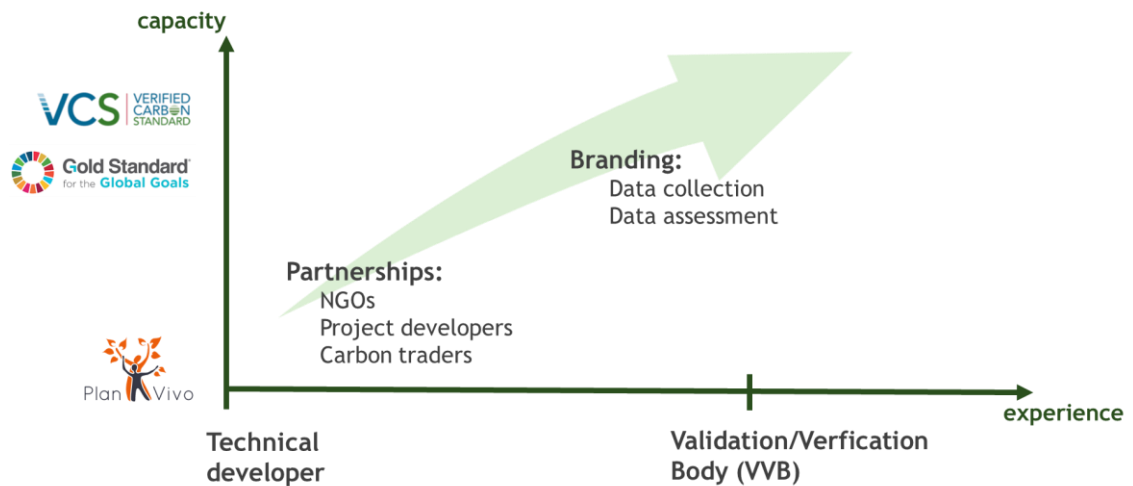 capacity
VCS
VERIFIED
CARBON
STANDARD
Gold Standard
for the Global Goals
Branding:
Data collection
Data assessment
Partnerships:
NGOs
Project developers
Carbon traders
Plan Vivo
experience
Technical
developer
Validation/Verfication
Body (VVB)